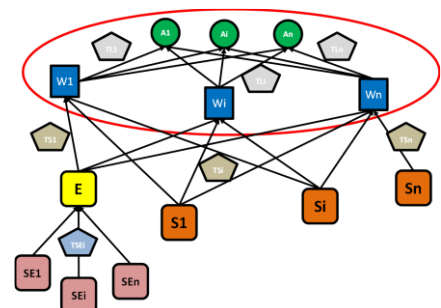 A1 Ai An
TL1 TLi TLn
W1 Wi Wn
TS1 TSi TSn
E S1 Si Sn
TSEi
SE1 SEi SEn